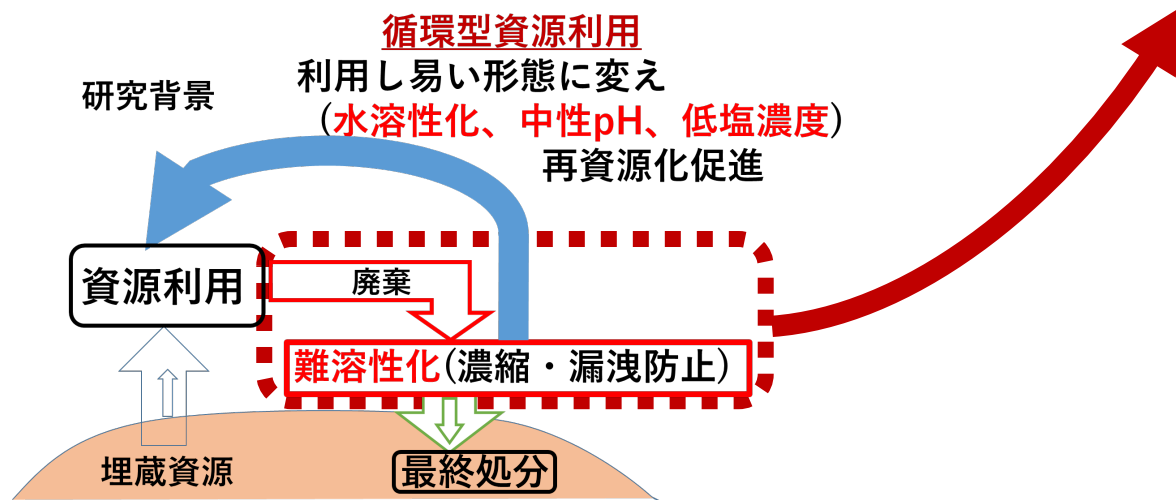 循環型資源利用
研究背景
利用し易い形態に変え
(水溶性化、中性pH、低塩濃度)
再資源化促進
資源利用
廃棄
難溶性化(濃縮・漏洩防止)
埋蔵資源
最終処分